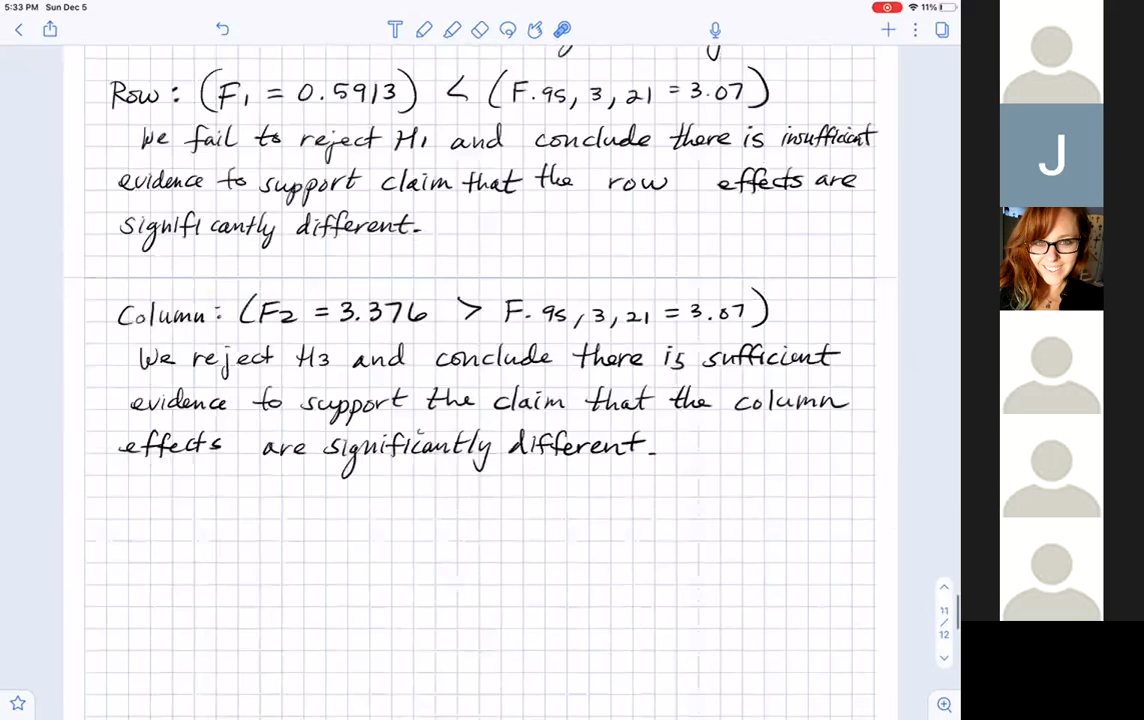 5:33 PM Sun Dec 5
11%
Row: (F1 = 0.5913) < (F.95, 3, 21 = 3.07)
We fail to reject H1 and conclude there is insufficient
evidence to support claim that the row effects are
significantly different.
J
Column: (F2 = 3.376 > F.95, 3, 21 = 3.07)
We reject H3 and conclude there is sufficient
evidence to support the claim that the column
effects are significantly different.
11
/
12